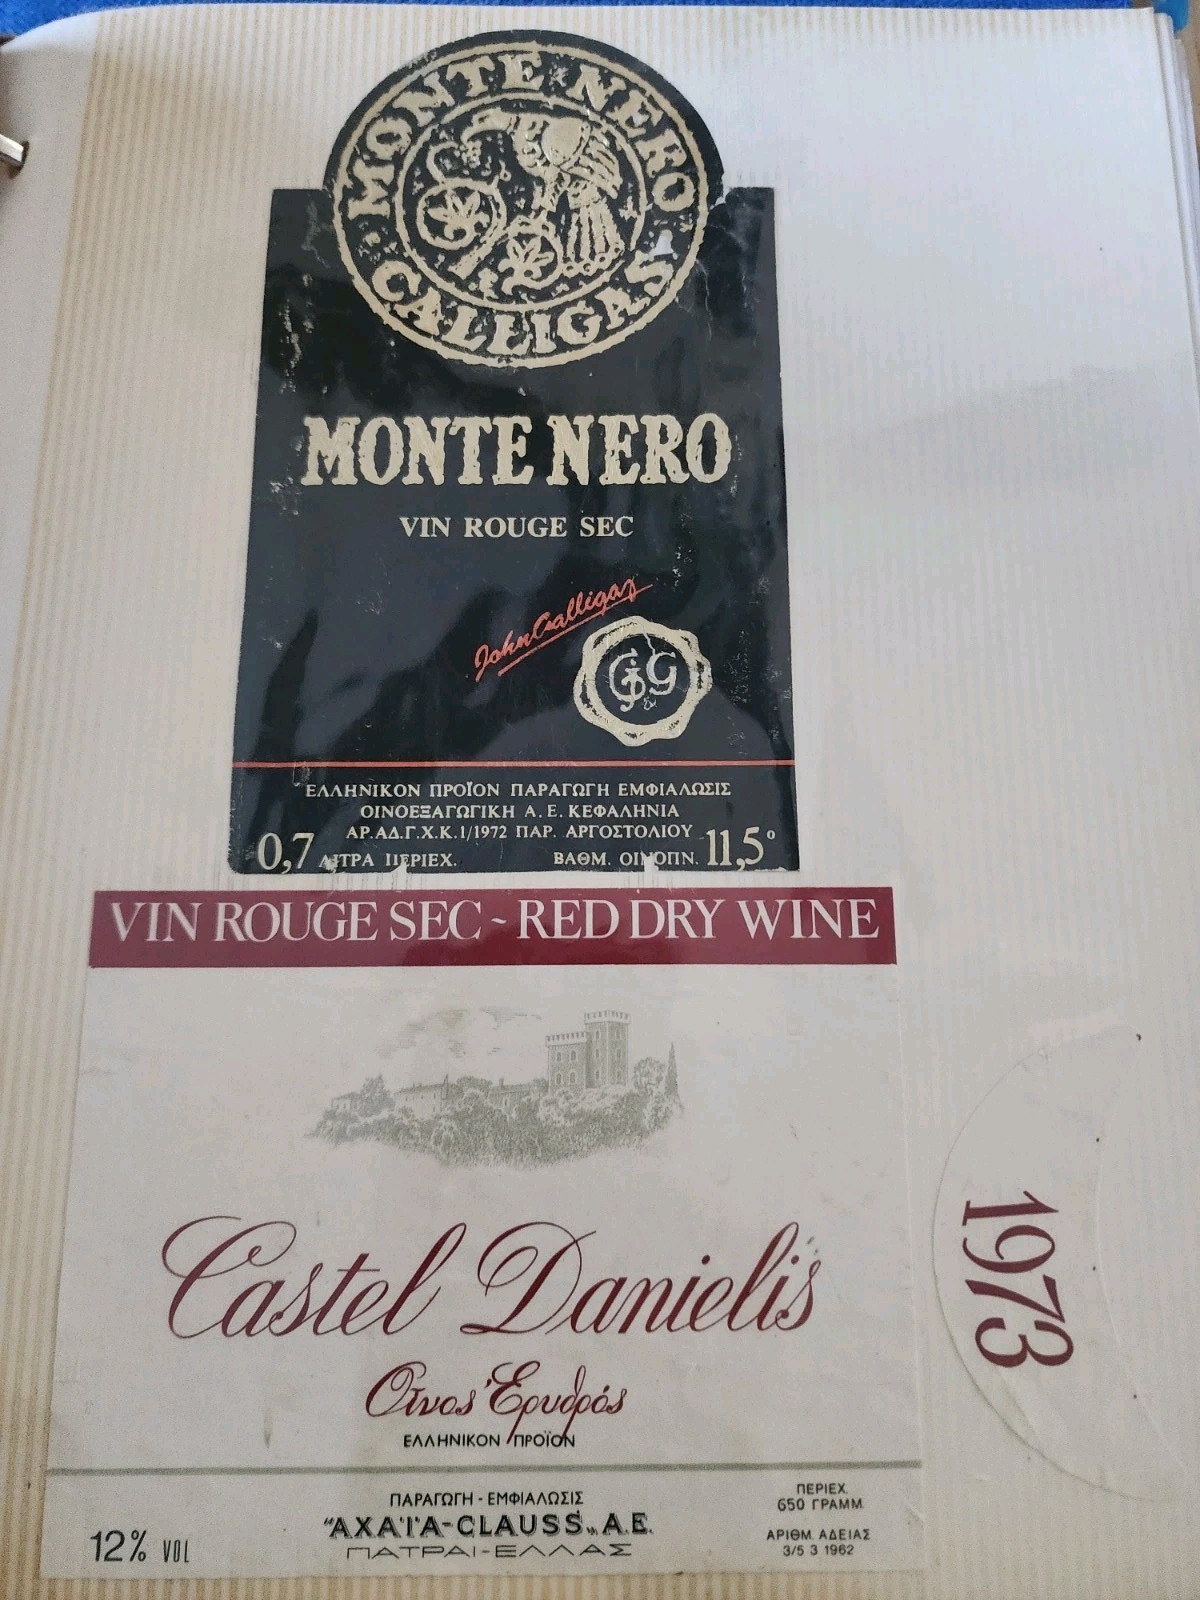 MONTE NERO
CALLIGAS
MONTE NERO
VIN ROUGE SEC
John Calligas
ΕΛΛΗΝΙΚΟΝ ΠΡΟΪΟΝ ΠΑΡΑΓΩΓΗ ΕΜΦΙΑΛΩΣΙΣ
ΟΙΝΟΕΞΑΓΩΓΙΚΗ Α.Ε. ΚΕΦΑΛΗΝΙΑ
ΑΡ.ΑΔ.Γ.Χ.Κ.1/1972 ΠΑΡ. ΑΡΓΟΣΤΟΛΙΟΥ
0,7 ΛΙΤΡΑ ΠΕΡΙΕΧ. ΒΑΘΜ. ΟΙΝΟΠΝ. 11,5°
VIN ROUGE SEC ~ RED DRY WINE
Castel Danielis
Οἶνος Ἐρυθρός
ΕΛΛΗΝΙΚΟΝ ΠΡΟΪΟΝ
ΠΑΡΑΓΩΓΗ - ΕΜΦΙΑΛΩΣΙΣ
"ΑΧΑΪΑ-CLAUSS„ Α.Ε.
ΠΑΤΡΑΙ-ΕΛΛΑΣ
12% VOL
ΠΕΡΙΕΧ.
650 ΓΡΑΜΜ.
ΑΡΙΘΜ. ΑΔΕΙΑΣ
3/5 3 1962
1973